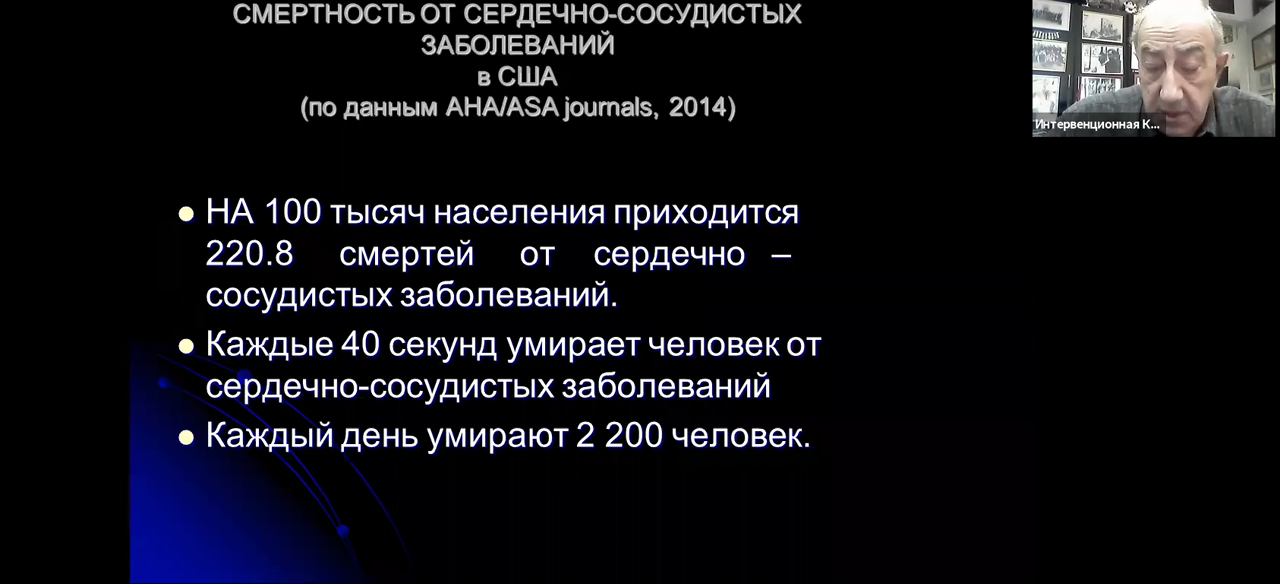 СМЕРТНОСТЬ ОТ СЕРДЕЧНО-СОСУДИСТЫХ
ЗАБОЛЕВАНИЙ
в США
(по данным AHA/ASA journals, 2014)
Интервенционная К...
НА 100 тысяч населения приходится
220.8 смертей от сердечно –
сосудистых заболеваний.
Каждые 40 секунд умирает человек от
сердечно-сосудистых заболеваний
Каждый день умирают 2 200 человек.